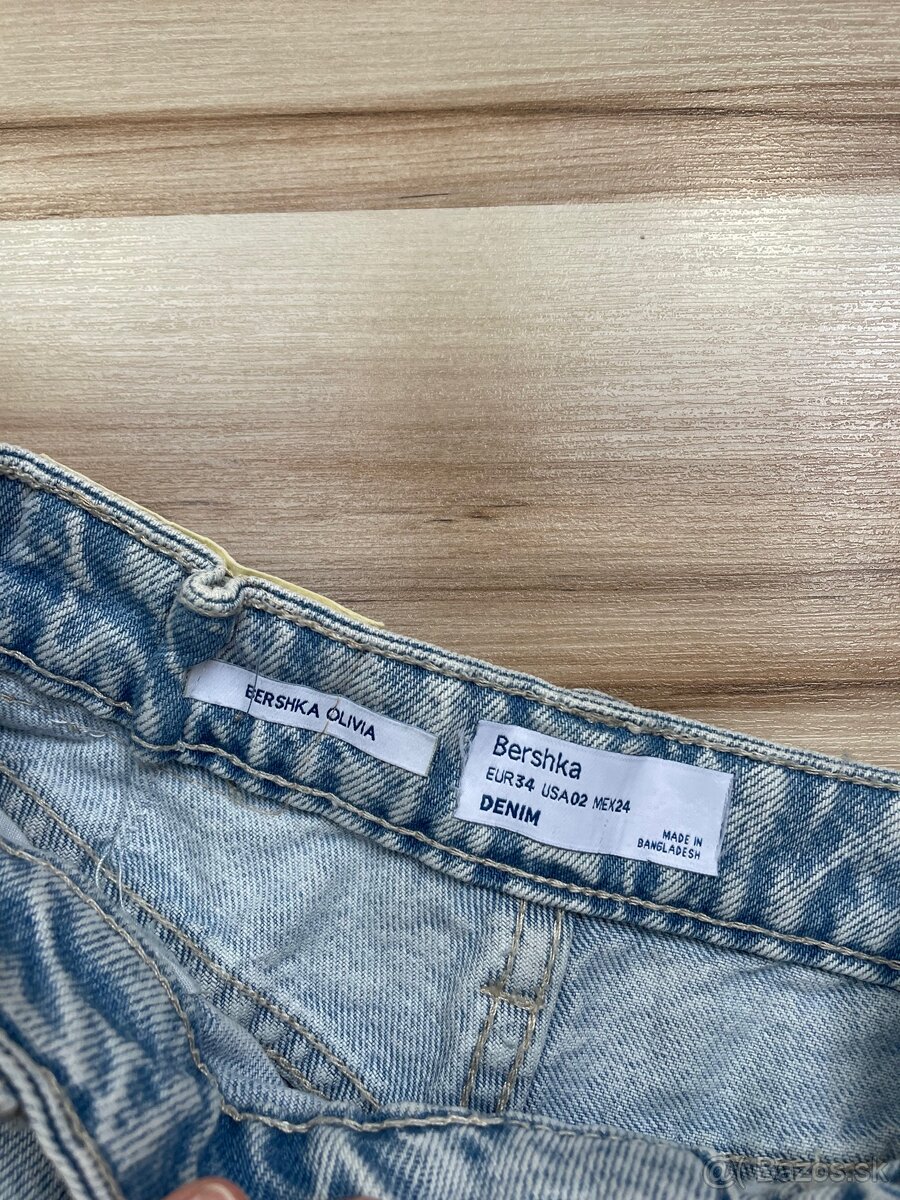 BERSHKA OLIVIA
Bershka
EUR34 USA02 MEX24
DENIM
MADE IN
BANGLADESH
@ Bazos.sk